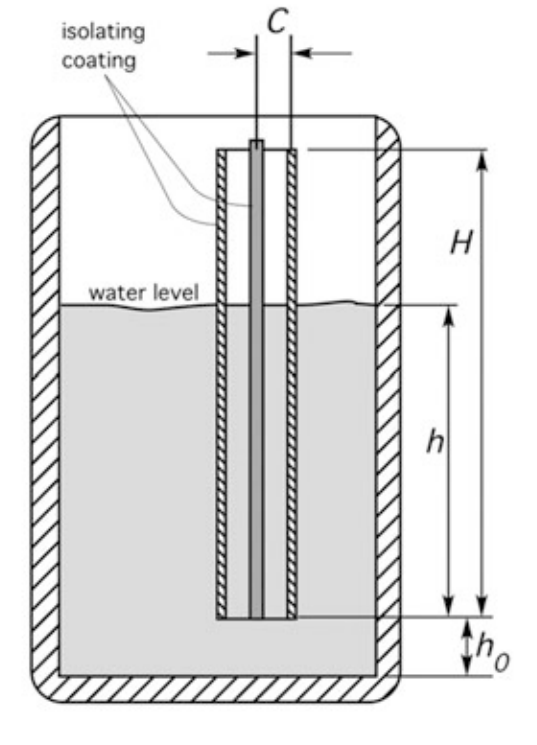 C
isolating
coating
H
water level
h
h0